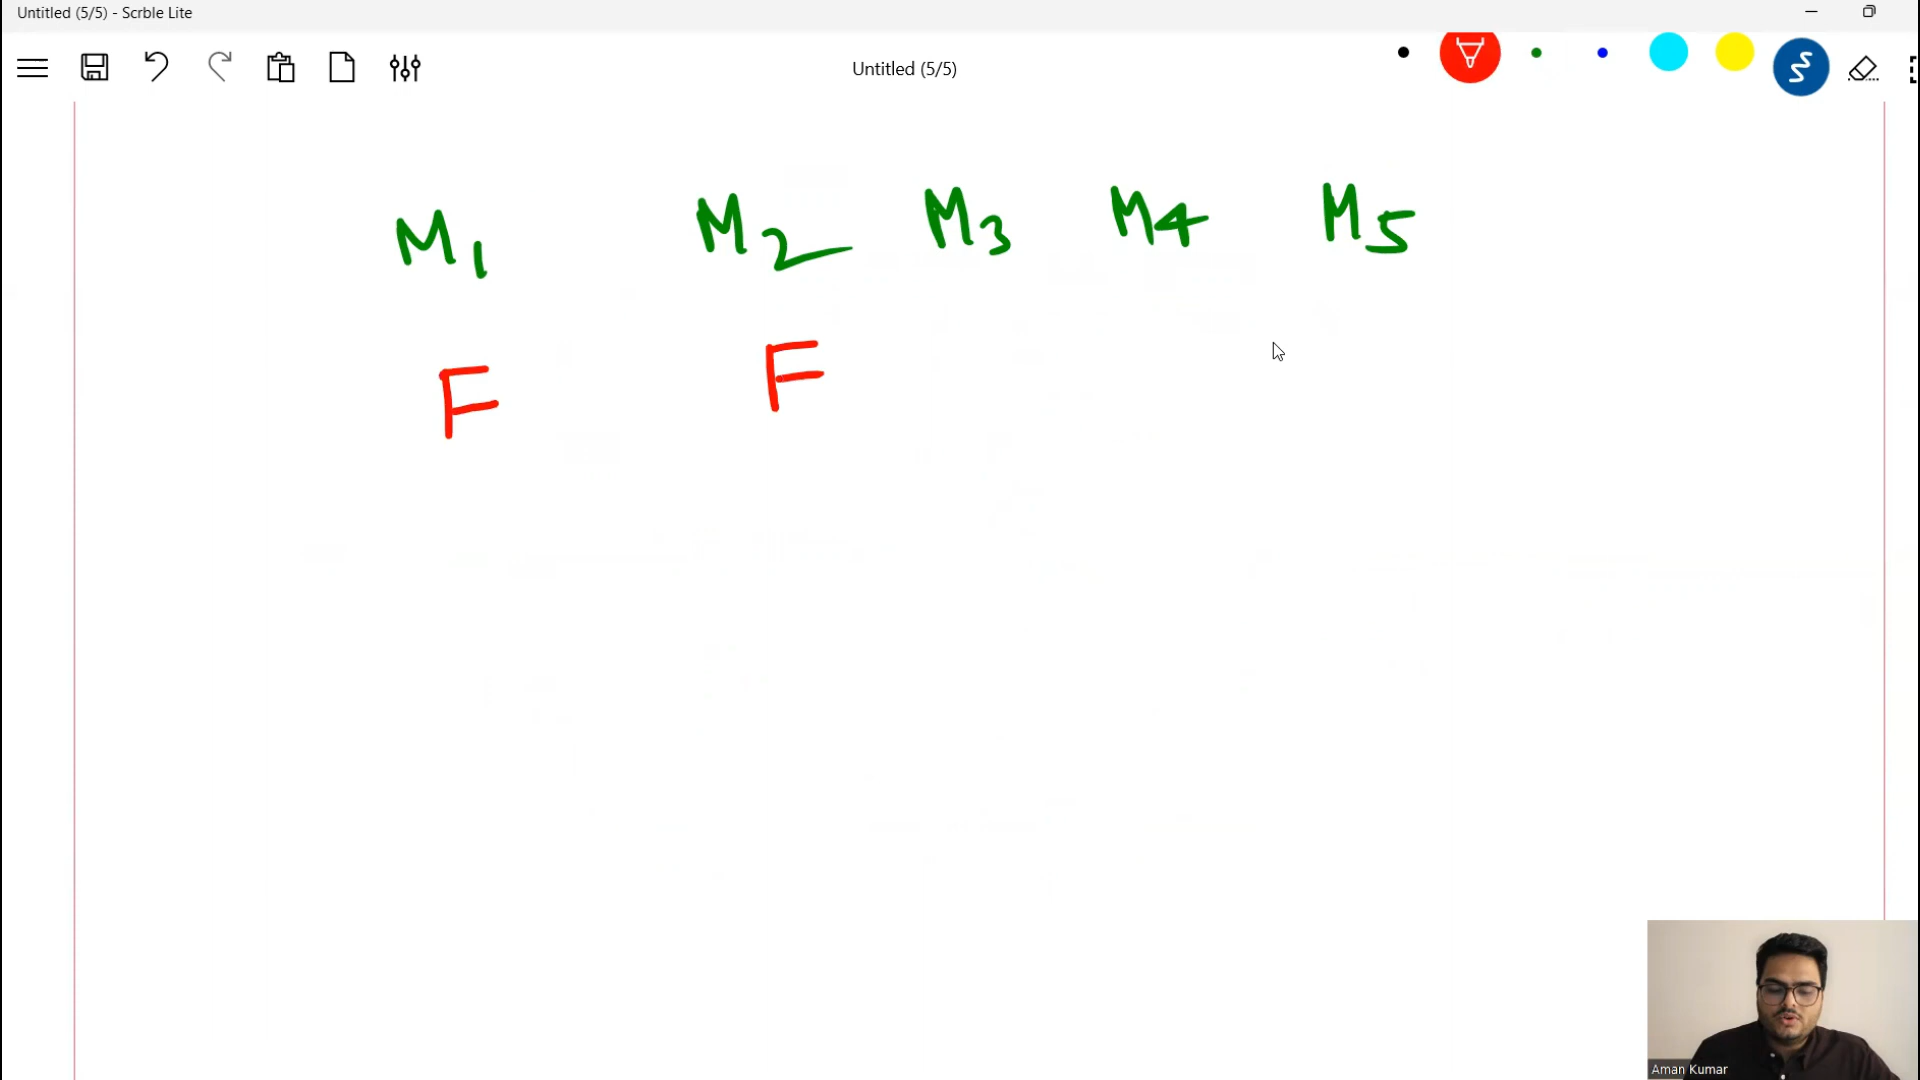 Untitled (5/5) - Scrble Lite
Untitled (5/5)
M1 M2 M3 M4 M5
F F
Aman Kumar